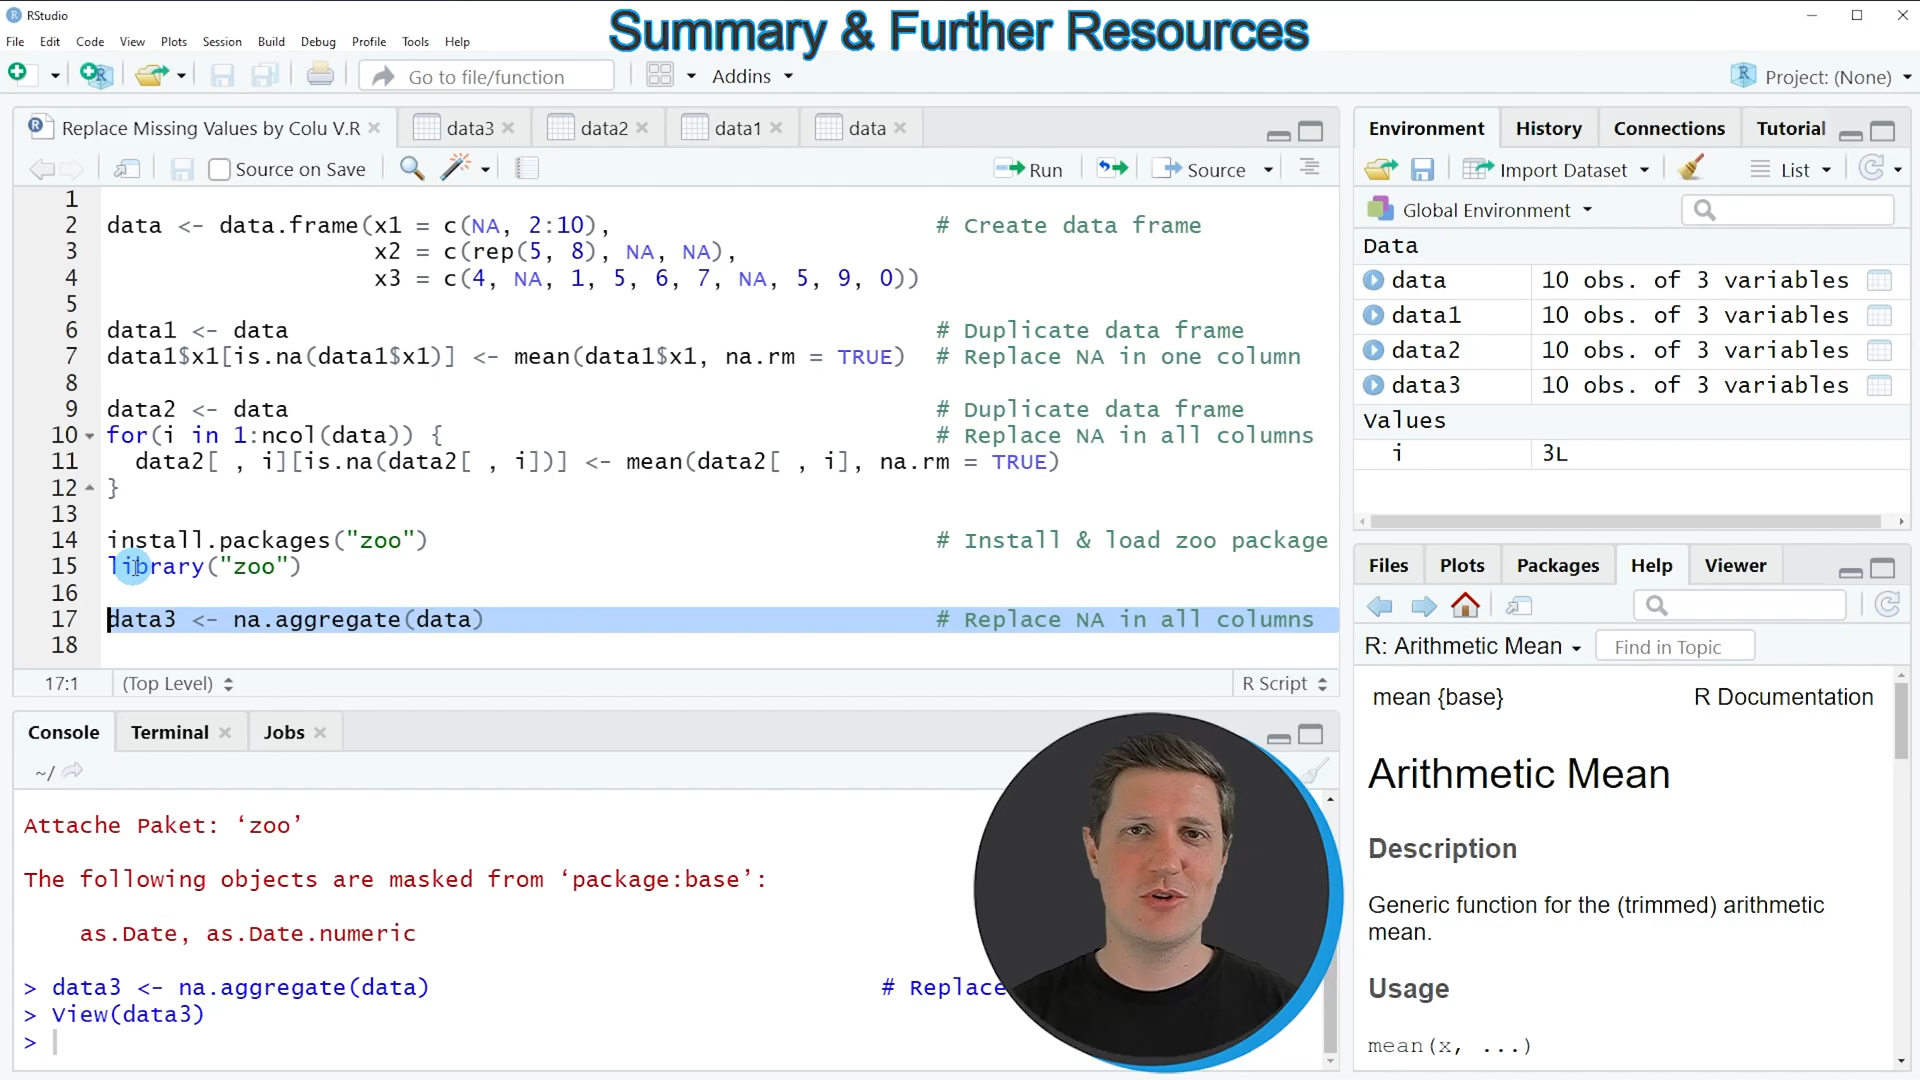 RStudio
Summary & Further Resources
File Edit Code View Plots Session Build Debug Profile Tools Help
Go to file/function Addins Project: (None)
Replace Missing Values by Colu V.R data3 data2 data1 data
Source on Save Run Source
1
2 data <- data.frame(x1 = c(NA, 2:10), # Create data frame
3 x2 = c(rep(5, 8), NA, NA),
4 x3 = c(4, NA, 1, 5, 6, 7, NA, 5, 9, 0))
5
6 data1 <- data # Duplicate data frame
7 data1$x1[is.na(data1$x1)] <- mean(data1$x1, na.rm = TRUE) # Replace NA in one column
8
9 data2 <- data # Duplicate data frame
10 for(i in 1:ncol(data)) { # Replace NA in all columns
11 data2[ , i][is.na(data2[ , i])] <- mean(data2[ , i], na.rm = TRUE)
12 }
13
14 install.packages("zoo") # Install & load zoo package
15 library("zoo")
16
17 data3 <- na.aggregate(data) # Replace NA in all columns
18
17:1 (Top Level) R Script
Console Terminal Jobs
~/
Attache Paket: ‘zoo’
The following objects are masked from ‘package:base’:
as.Date, as.Date.numeric
> data3 <- na.aggregate(data) # Replace
> View(data3)
>
Environment History Connections Tutorial
Import Dataset List
Global Environment
Data
data 10 obs. of 3 variables
data1 10 obs. of 3 variables
data2 10 obs. of 3 variables
data3 10 obs. of 3 variables
Values
i 3L
Files Plots Packages Help Viewer
R: Arithmetic Mean Find in Topic
mean {base} R Documentation
Arithmetic Mean
Description
Generic function for the (trimmed) arithmetic
mean.
Usage
mean(x, ...)